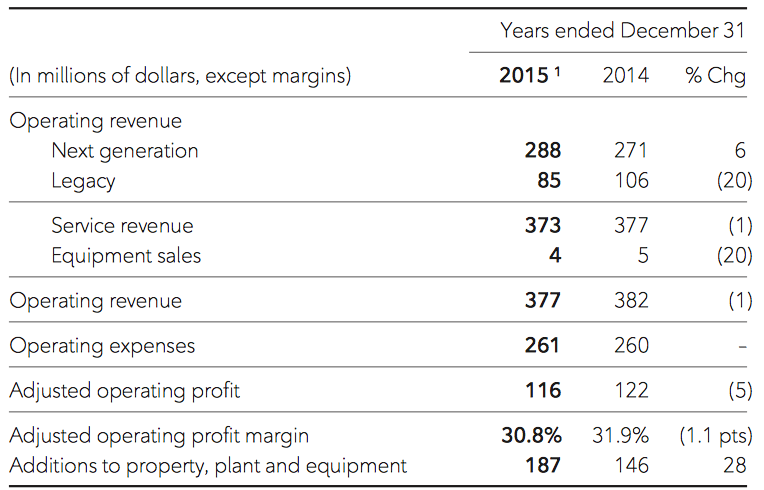 Years ended December 31
(In millions of dollars, except margins) 2015 1 2014 % Chg
Operating revenue
Next generation 288 271 6
Legacy 85 106 (20)
Service revenue 373 377 (1)
Equipment sales 4 5 (20)
Operating revenue 377 382 (1)
Operating expenses 261 260 –
Adjusted operating profit 116 122 (5)
Adjusted operating profit margin 30.8% 31.9% (1.1 pts)
Additions to property, plant and equipment 187 146 28